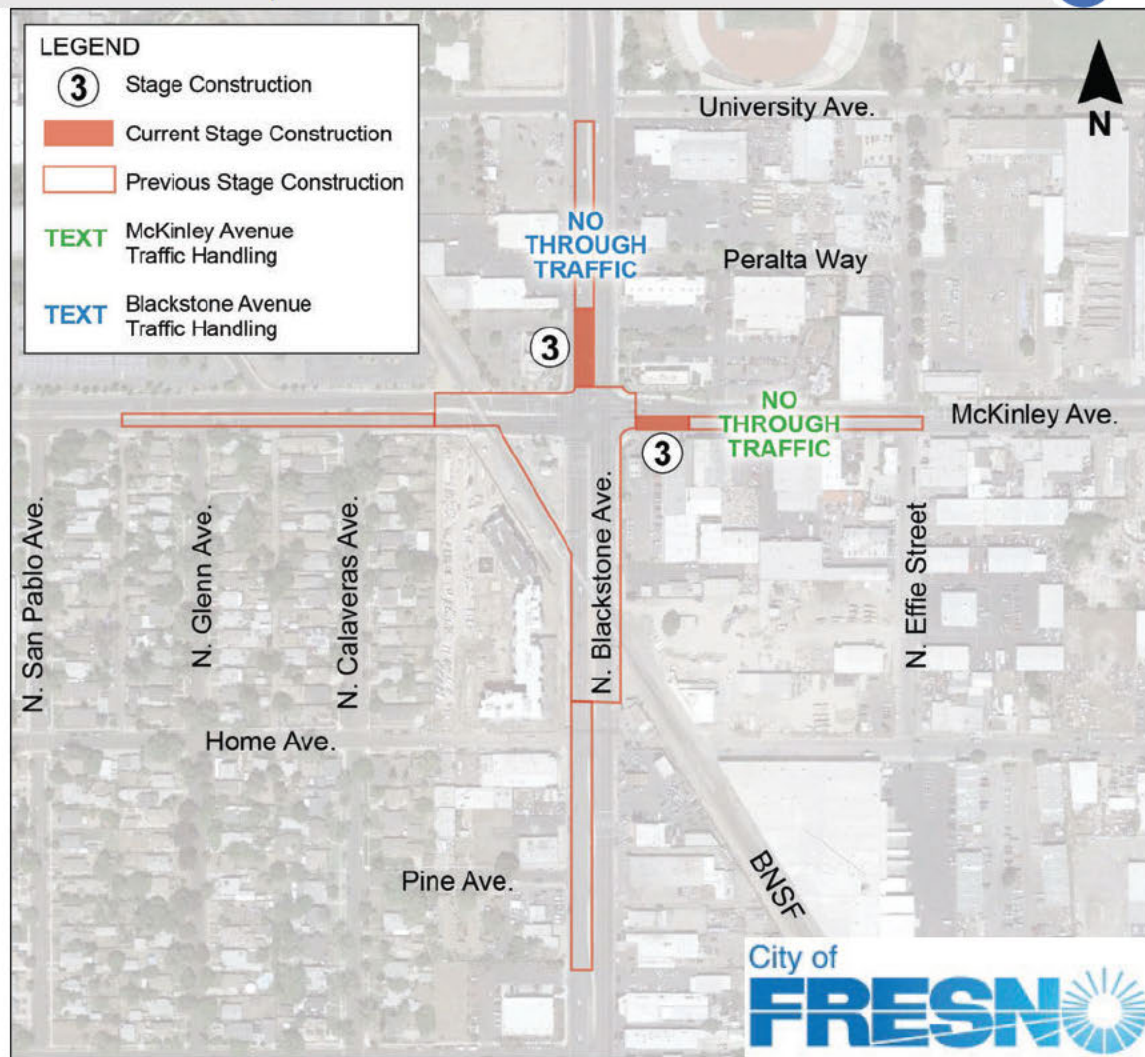 LEGEND
3 Stage Construction
Current Stage Construction
Previous Stage Construction
TEXT McKinley Avenue
Traffic Handling
TEXT Blackstone Avenue
Traffic Handling
University Ave.
N
NO
THROUGH
TRAFFIC
Peralta Way
3
NO
THROUGH
TRAFFIC
McKinley Ave.
3
N. San Pablo Ave.
N. Glenn Ave.
N. Calaveras Ave.
N. Blackstone Ave.
N. Effie Street
Home Ave.
Pine Ave.
BNSF
City of
FRESNO